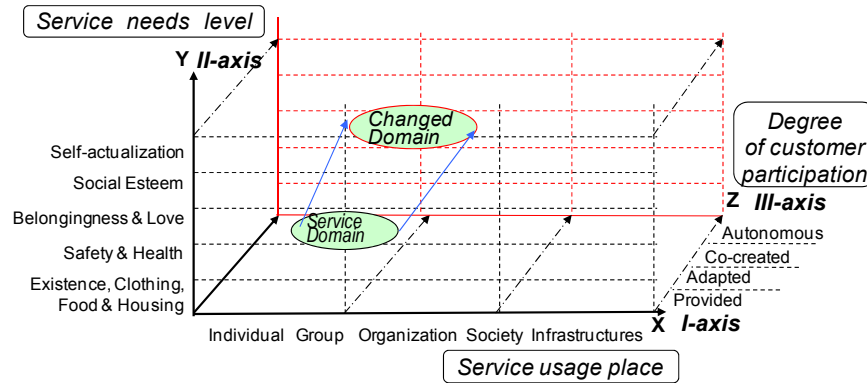 Service needs level
Y II-axis
Changed
Domain
Degree
of customer
participation
Self-actualization
Social Esteem
Belongingness & Love
Service
Domain
Z III-axis
Autonomous
Safety & Health
Co-created
Existence, Clothing,
Food & Housing
Adapted
Provided
X I-axis
Individual Group Organization Society Infrastructures
Service usage place